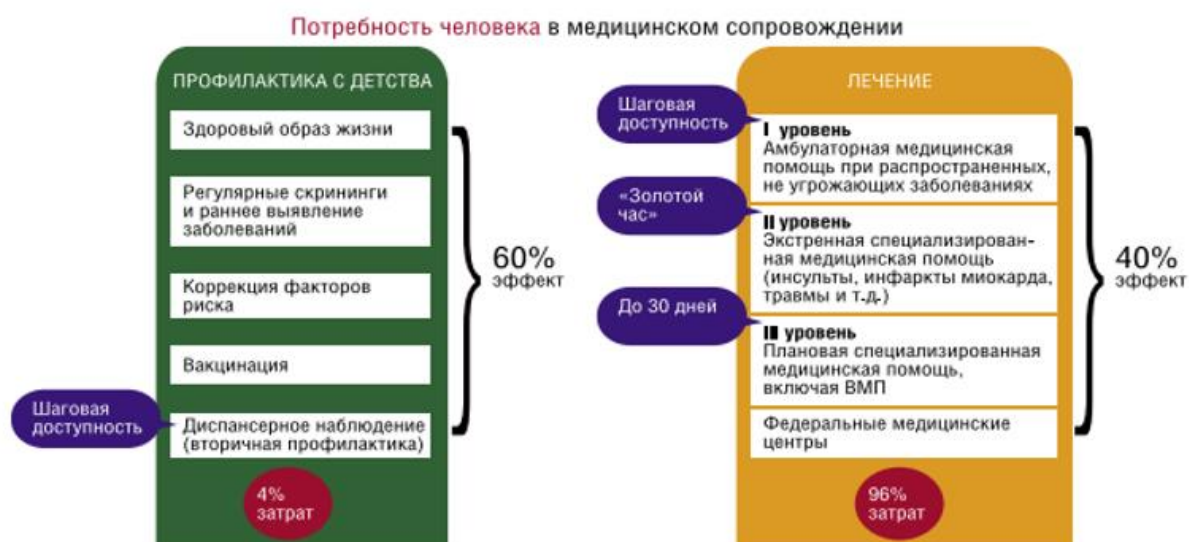 Потребность человека в медицинском сопровождении
ПРОФИЛАКТИКА С ДЕТСТВА
Здоровый образ жизни
Регулярные скрининги
и раннее выявление
заболеваний
Коррекция факторов
риска
Вакцинация
Шаговая
доступность
Диспансерное наблюдение
(вторичная профилактика)
60%
эффект
4%
затрат
ЛЕЧЕНИЕ
Шаговая
доступность
I уровень
Амбулаторная медицинская
помощь при распространенных,
не угрожающих заболеваниях
«Золотой
час»
II уровень
Экстренная специализирован-
ная медицинская помощь
(инсульты, инфаркты миокарда,
травмы и т.д.)
До 30 дней
III уровень
Плановая специализированная
медицинская помощь,
включая ВМП
Федеральные медицинские
центры
40%
эффект
96%
затрат